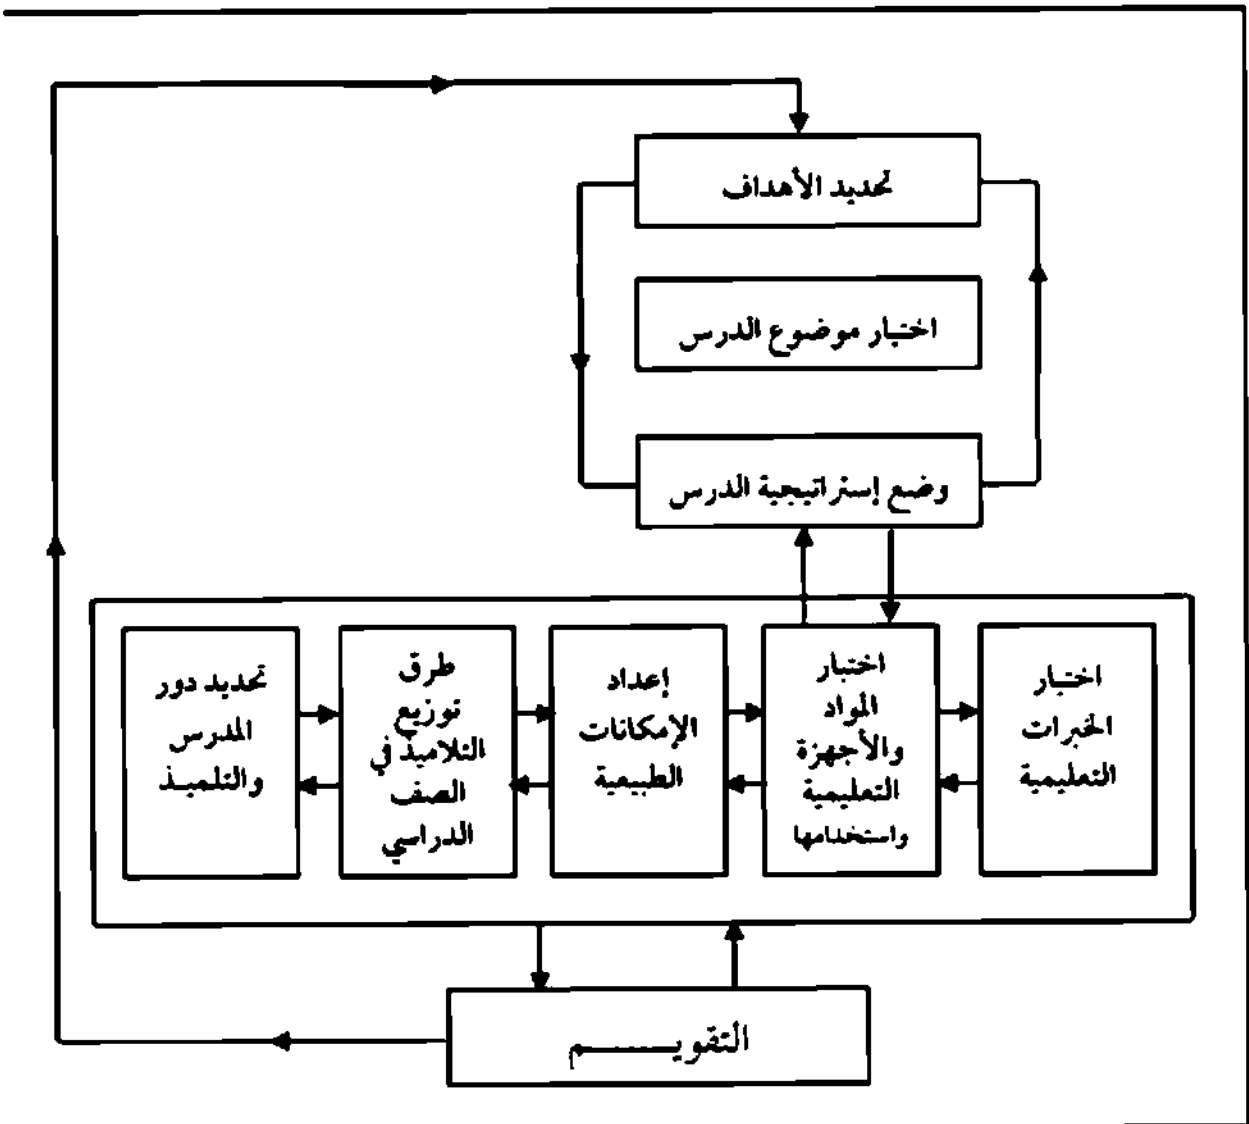 تحديد الأهداف
اختيار موضوع الدرس
وضع إستراتيجية الدرس
اختيار
الخبرات
التعليمية
اختيار
المواد
والأجهزة
التعليمية
واستخدامها
إعداد
الإمكانات
الطبيعية
طرق
توزيع
التلاميذ في
الصف
الدراسي
تحديد دور
المدرس
والتلميـذ
التقويـــــــم